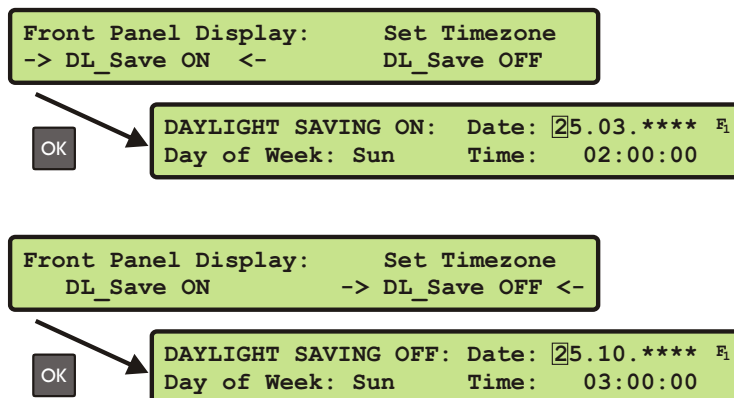 Front Panel Display: Set Timezone
-> DL_Save ON <- DL_Save OFF
OK
DAYLIGHT SAVING ON: Date: 25.03.**** F1
Day of Week: Sun Time: 02:00:00
Front Panel Display: Set Timezone
DL_Save ON -> DL_Save OFF <-
OK
DAYLIGHT SAVING OFF: Date: 25.10.**** F1
Day of Week: Sun Time: 03:00:00